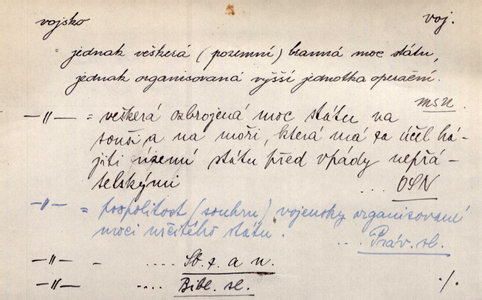 vojsko voj.
jednak veškerá (pozemní) branná moc státu,
jednak organisovaná vyšší jednotka operační.
MSN
—"— = veškerá ozbrojená moc státu na
souši a na moři, která má za účel há-
jiti území státu před vpády nepřá-
telskými ... OSN
—"— = pospolitost (souhrn) vojensky organisované
moci určitého státu. .... Práv. sl.
—"— .... Sb. z. a n.
—"— .... Bibl. sl. ./.